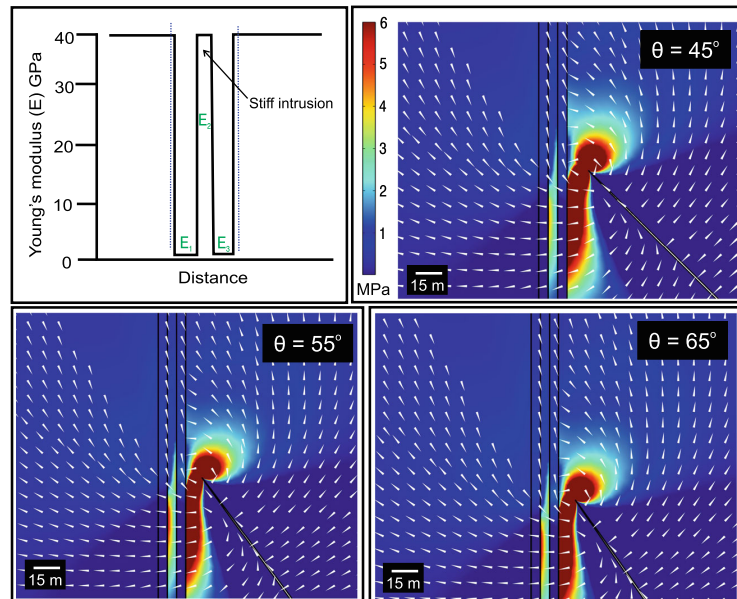 Young's modulus (E) GPa
40
30
20
10
0
E₁
E₂
E₃
Stiff intrusion
Distance
6
5
4
3
2
1
MPa
θ = 45°
15 m
θ = 55°
15 m
θ = 65°
15 m